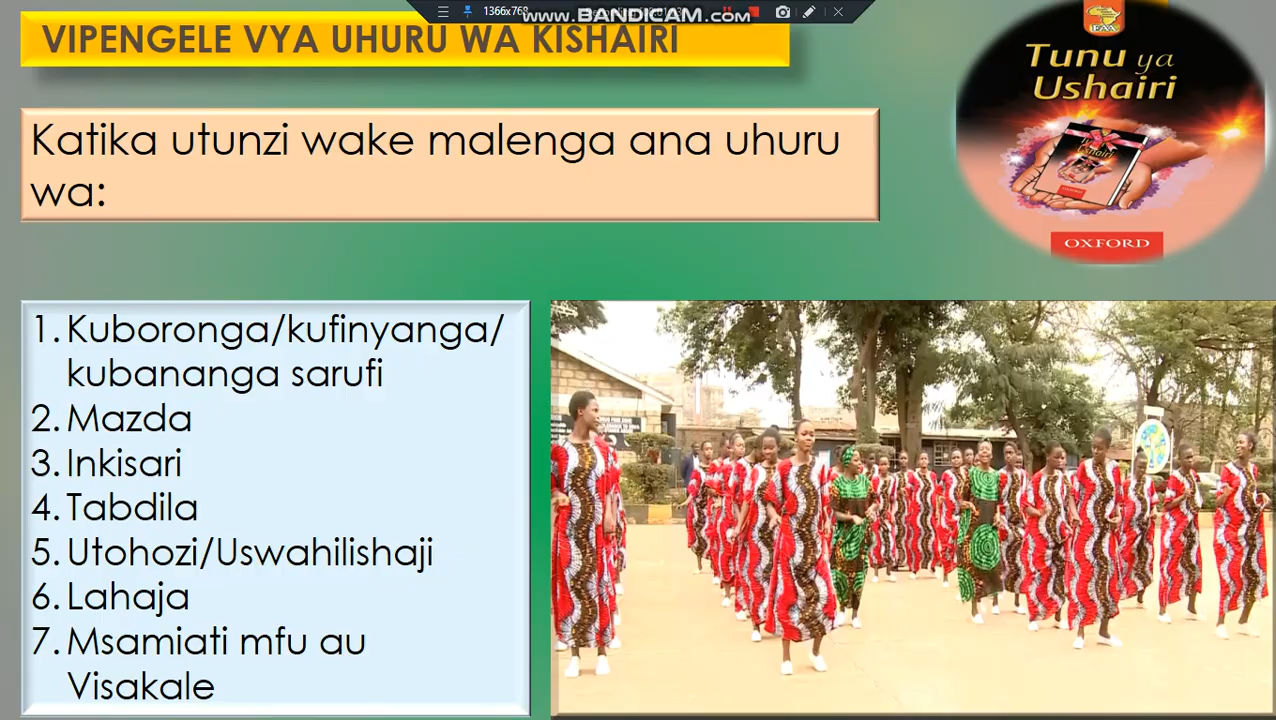 1366x768
www.BANDICAM.com
VIPENGELE VYA UHURU WA KISHAIRI
Tunu ya
Ushairi
OXFORD
Katika utunzi wake malenga ana uhuru
wa:
1. Kuboronga/kufinyanga/
kubananga sarufi
2. Mazda
3. Inkisari
4. Tabdila
5. Utohozi/Uswahilishaji
6. Lahaja
7. Msamiati mfu au
Visakale